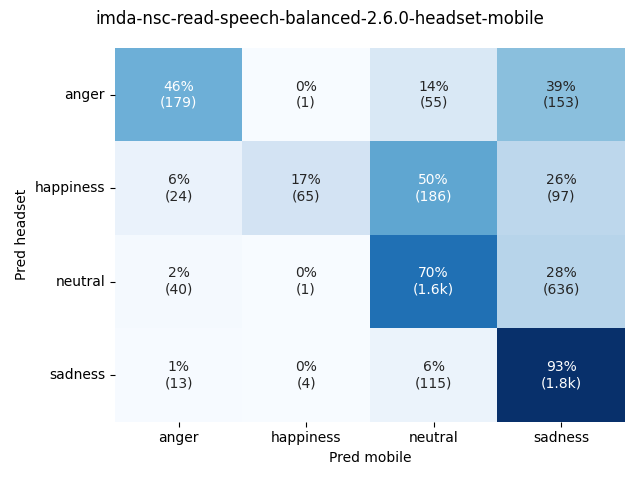 imda-nsc-read-speech-balanced-2.6.0-headset-mobile
Pred headset
anger
46%
(179)
0%
(1)
14%
(55)
39%
(153)
happiness
6%
(24)
17%
(65)
50%
(186)
26%
(97)
neutral
2%
(40)
0%
(1)
70%
(1.6k)
28%
(636)
sadness
1%
(13)
0%
(4)
6%
(115)
93%
(1.8k)
anger
happiness
neutral
sadness
Pred mobile